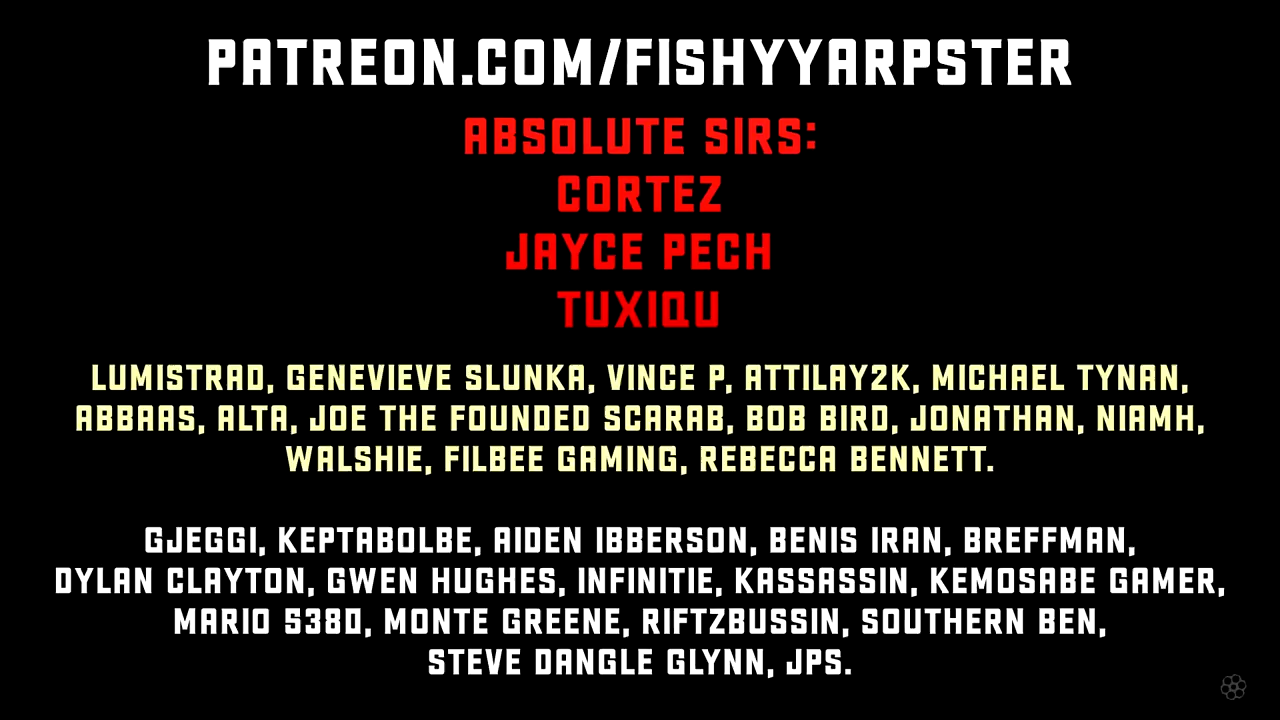 PATREON.COM/FISHYYARPSTER
ABSOLUTE SIRS:
CORTEZ
JAYCE PECH
TUXIQU
LUMISTRAD, GENEVIEVE SLUNKA, VINCE P, ATTILAY2K, MICHAEL TYNAN,
ABBAAS, ALTA, JOE THE FOUNDED SCARAB, BOB BIRD, JONATHAN, NIAMH,
WALSHIE, FILBEE GAMING, REBECCA BENNETT.
GJEGGI, KEPTABOLBE, AIDEN IBBERSON, BENIS IRAN, BREFFMAN,
DYLAN CLAYTON, GWEN HUGHES, INFINITIE, KASSASSIN, KEMOSABE GAMER,
MARIO 5380, MONTE GREENE, RIFTZBUSSIN, SOUTHERN BEN,
STEVE DANGLE GLYNN, JPS.